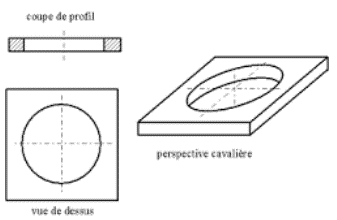 coupe de profil
perspective cavalière
vue de dessus